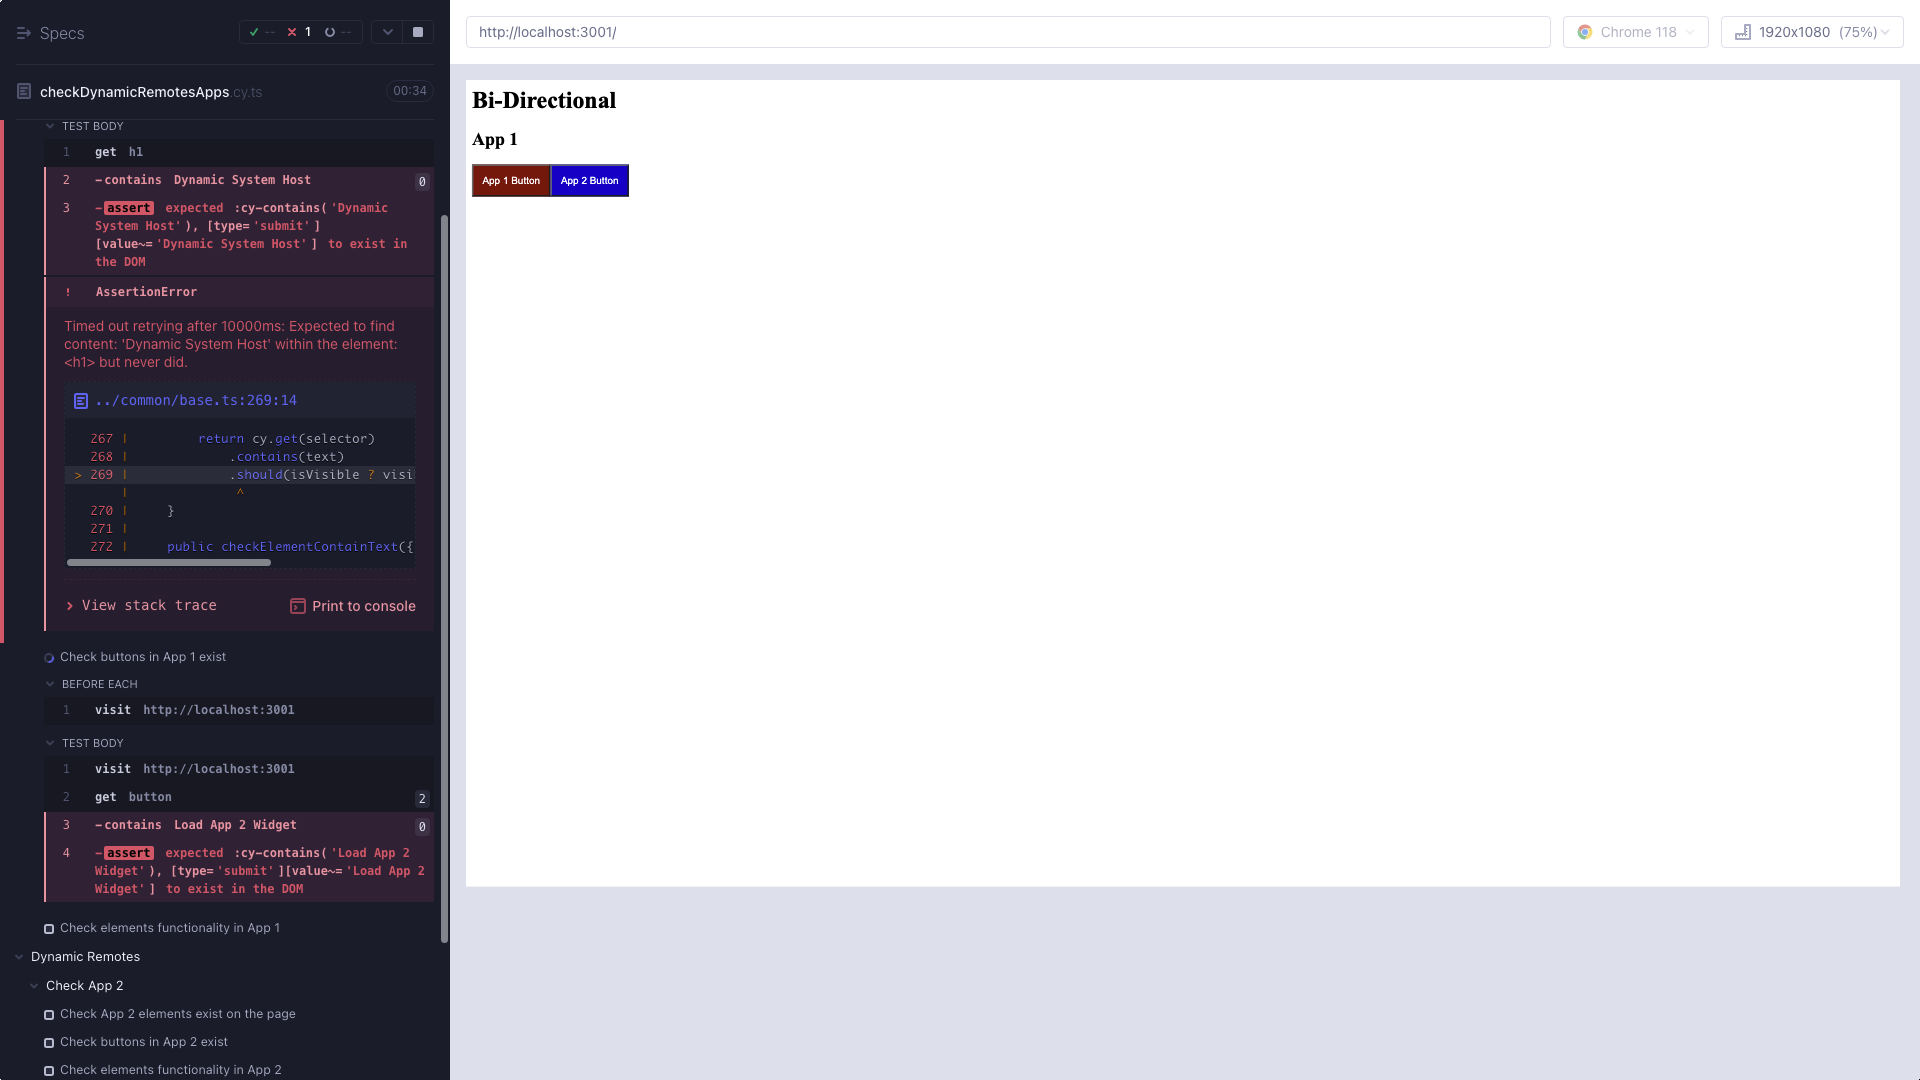 Specs
-- 1 --
checkDynamicRemotesApps.cy.ts
00:34
TEST BODY
1 get h1
2 -contains Dynamic System Host 0
3 -assert expected :cy-contains('Dynamic
System Host'), [type='submit']
[value~='Dynamic System Host'] to exist in
the DOM
! AssertionError
Timed out retrying after 10000ms: Expected to find
content: 'Dynamic System Host' within the element:
<h1> but never did.
../common/base.ts:269:14
267 | return cy.get(selector)
268 | .contains(text)
> 269 | .should(isVisible ? visi
| ^
270 | }
271 |
272 | public checkElementContainText({
View stack trace
Print to console
Check buttons in App 1 exist
BEFORE EACH
1 visit http://localhost:3001
TEST BODY
1 visit http://localhost:3001
2 get button 2
3 -contains Load App 2 Widget 0
4 -assert expected :cy-contains('Load App 2
Widget'), [type='submit'][value~='Load App 2
Widget'] to exist in the DOM
Check elements functionality in App 1
Dynamic Remotes
Check App 2
Check App 2 elements exist on the page
Check buttons in App 2 exist
Check elements functionality in App 2
http://localhost:3001/
Chrome 118
1920x1080 (75%)
Bi-Directional
App 1
App 1 Button
App 2 Button